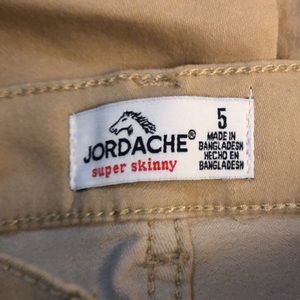 JORDACHE®
super skinny
5
MADE IN
BANGLADESH
HECHO EN
BANGLADESH